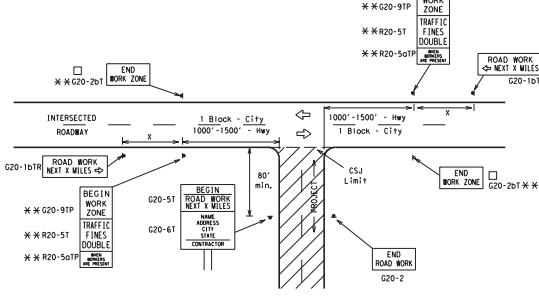 WORK
ZONE
** G20-9TP
TRAFFIC
FINES
DOUBLE
** R20-5T
WHEN
WORKERS
ARE PRESENT
** R20-5aTP
ROAD WORK
⇦ NEXT X MILES
G20-1bTL
END
WORK ZONE
□
** G20-2bT
X
INTERSECTED
ROADWAY
1 Block - City
1000'-1500' - Hwy
1000'-1500' - Hwy
1 Block - City
X
G20-1bTR
ROAD WORK
NEXT X MILES ⇨
80'
min.
CSJ
Limit
PROJECT
END
WORK ZONE
□
G20-2bT **
BEGIN
WORK
ZONE
** G20-9TP
TRAFFIC
FINES
DOUBLE
** R20-5T
WHEN
WORKERS
ARE PRESENT
** R20-5aTP
G20-5T
BEGIN
ROAD WORK
NEXT X MILES
G20-6T
NAME
ADDRESS
CITY
STATE
CONTRACTOR
END
ROAD WORK
G20-2